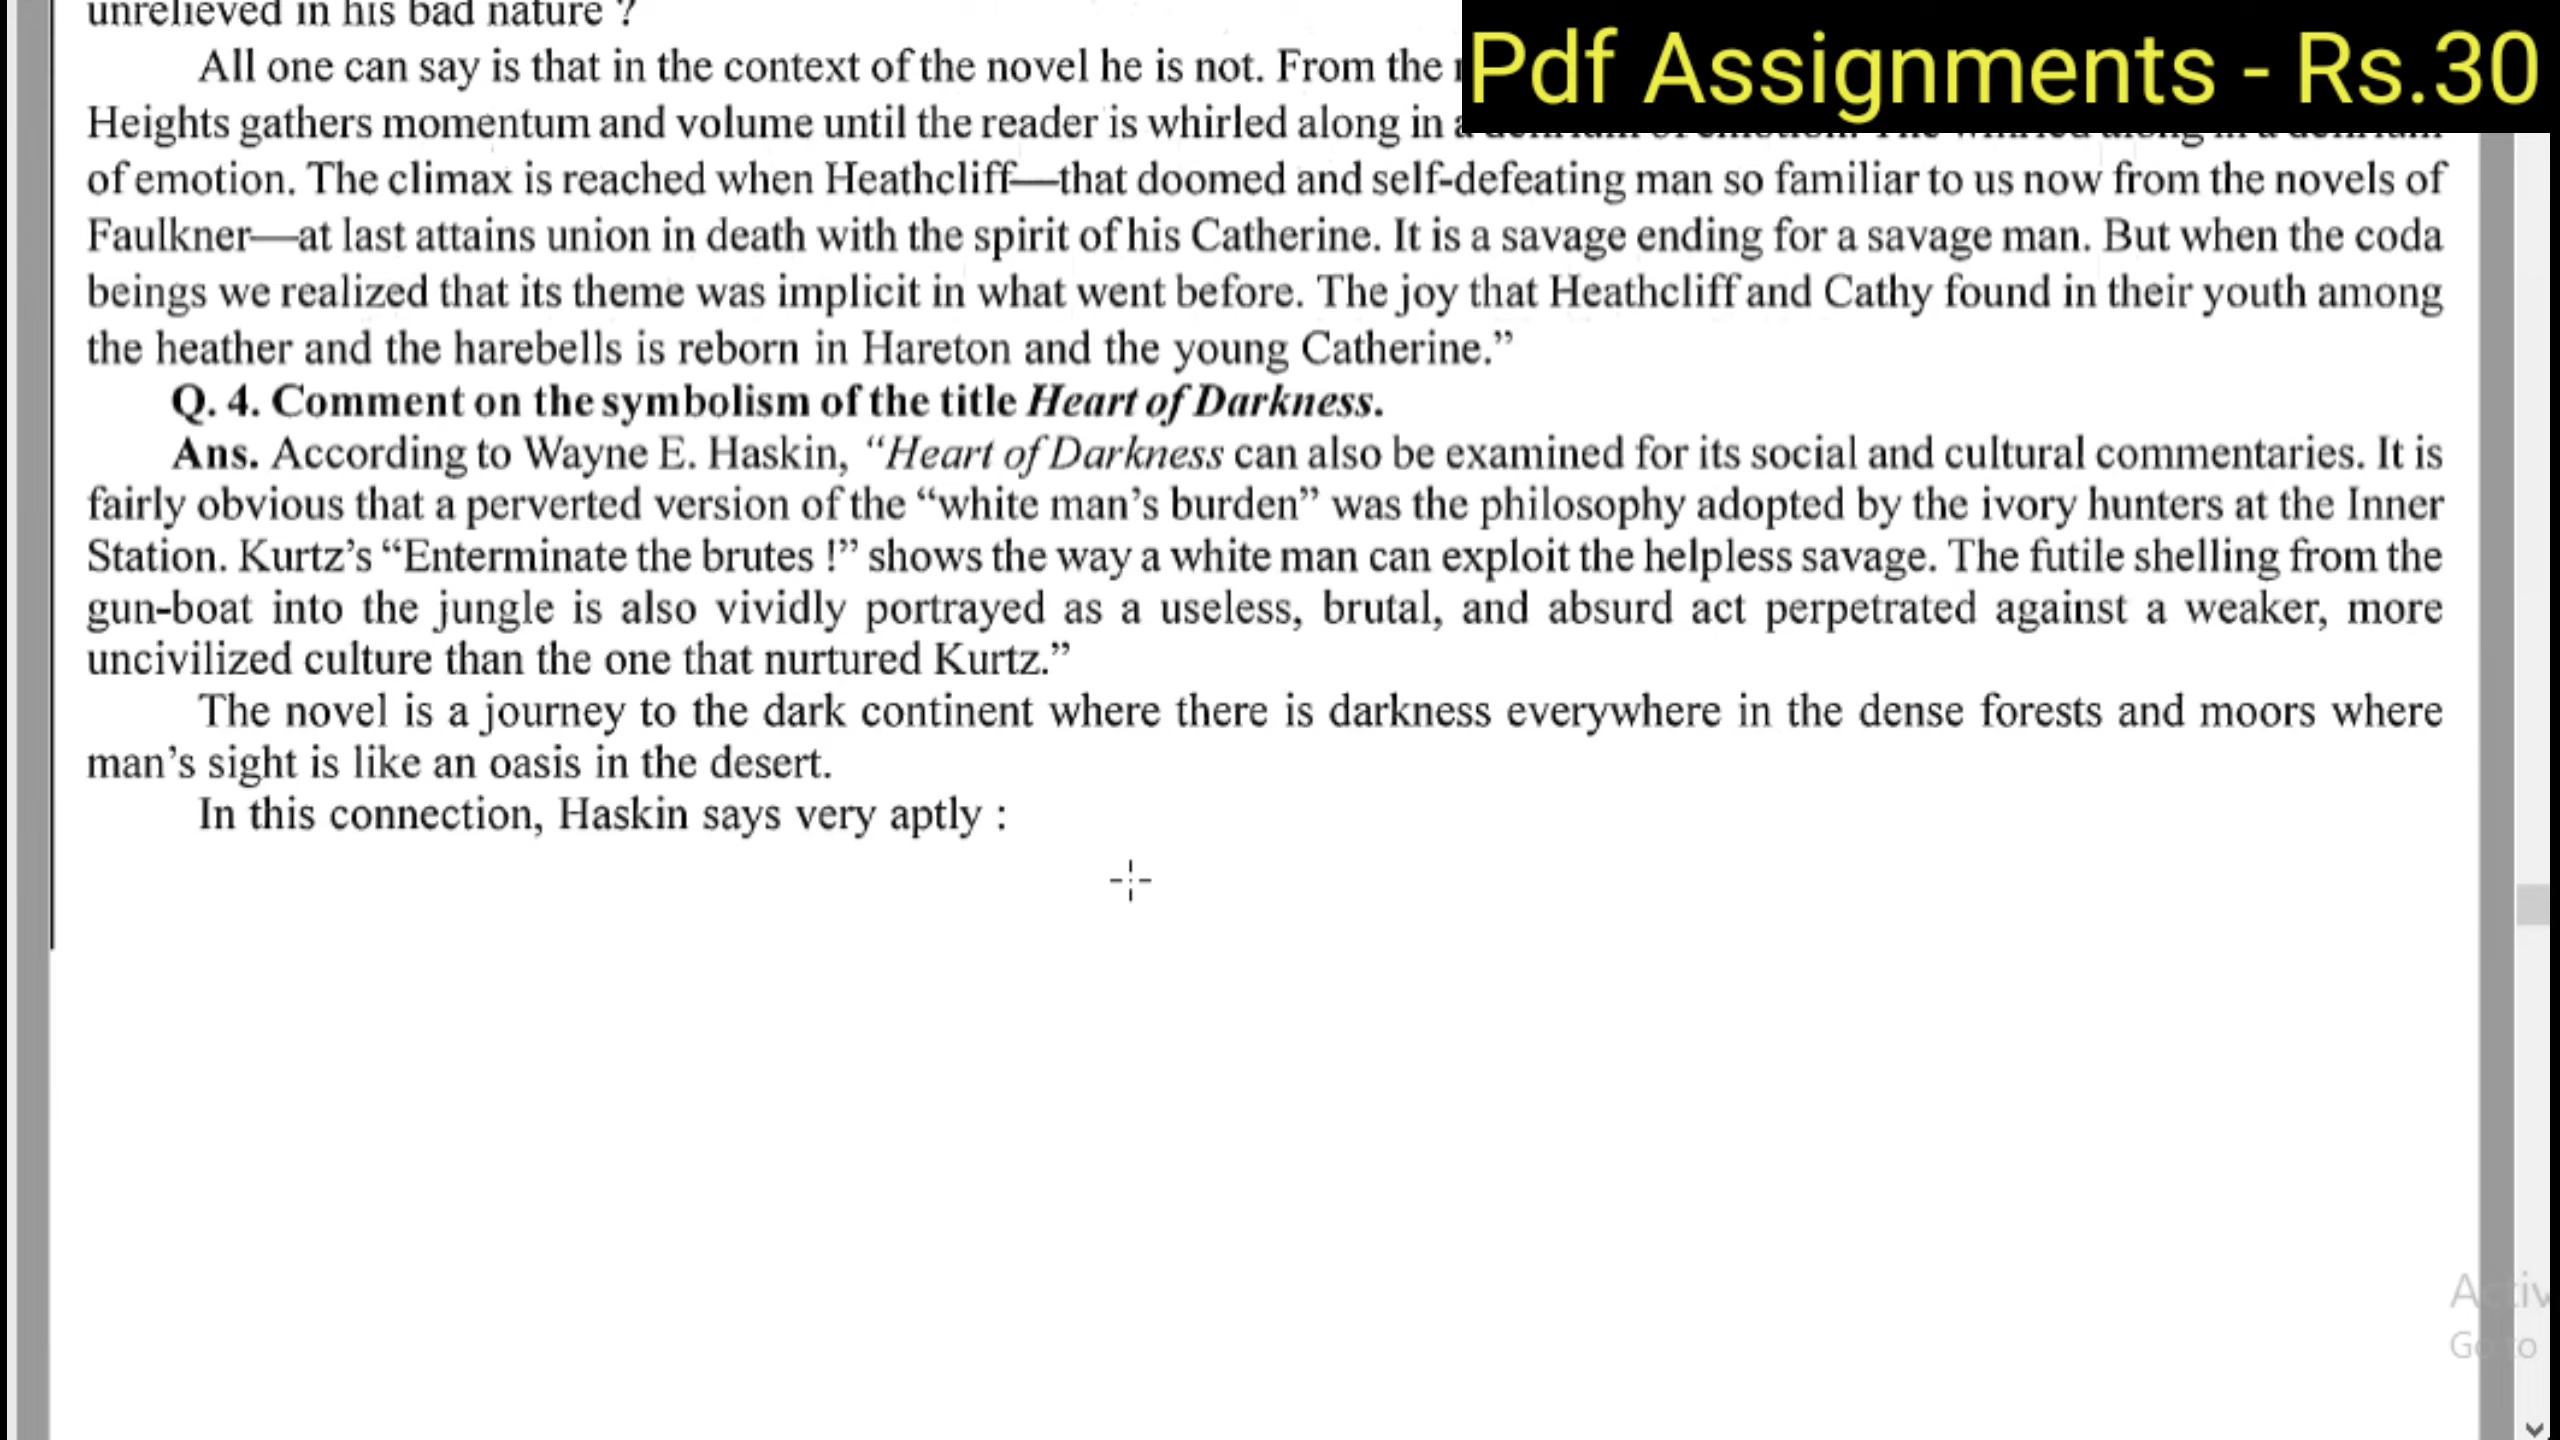 unrelieved in his bad nature ?
Pdf Assignments - Rs.30
All one can say is that in the context of the novel he is not. From the
Heights gathers momentum and volume until the reader is whirled along in a delirium of emotion. The whirled along in a delirium
of emotion. The climax is reached when Heathcliff—that doomed and self-defeating man so familiar to us now from the novels of
Faulkner—at last attains union in death with the spirit of his Catherine. It is a savage ending for a savage man. But when the coda
beings we realized that its theme was implicit in what went before. The joy that Heathcliff and Cathy found in their youth among
the heather and the harebells is reborn in Hareton and the young Catherine.”
Q. 4. Comment on the symbolism of the title Heart of Darkness.
Ans. According to Wayne E. Haskin, “Heart of Darkness can also be examined for its social and cultural commentaries. It is
fairly obvious that a perverted version of the “white man’s burden” was the philosophy adopted by the ivory hunters at the Inner
Station. Kurtz’s “Enterminate the brutes !” shows the way a white man can exploit the helpless savage. The futile shelling from the
gun-boat into the jungle is also vividly portrayed as a useless, brutal, and absurd act perpetrated against a weaker, more
uncivilized culture than the one that nurtured Kurtz.”
The novel is a journey to the dark continent where there is darkness everywhere in the dense forests and moors where
man’s sight is like an oasis in the desert.
In this connection, Haskin says very aptly :
Activ
Go to